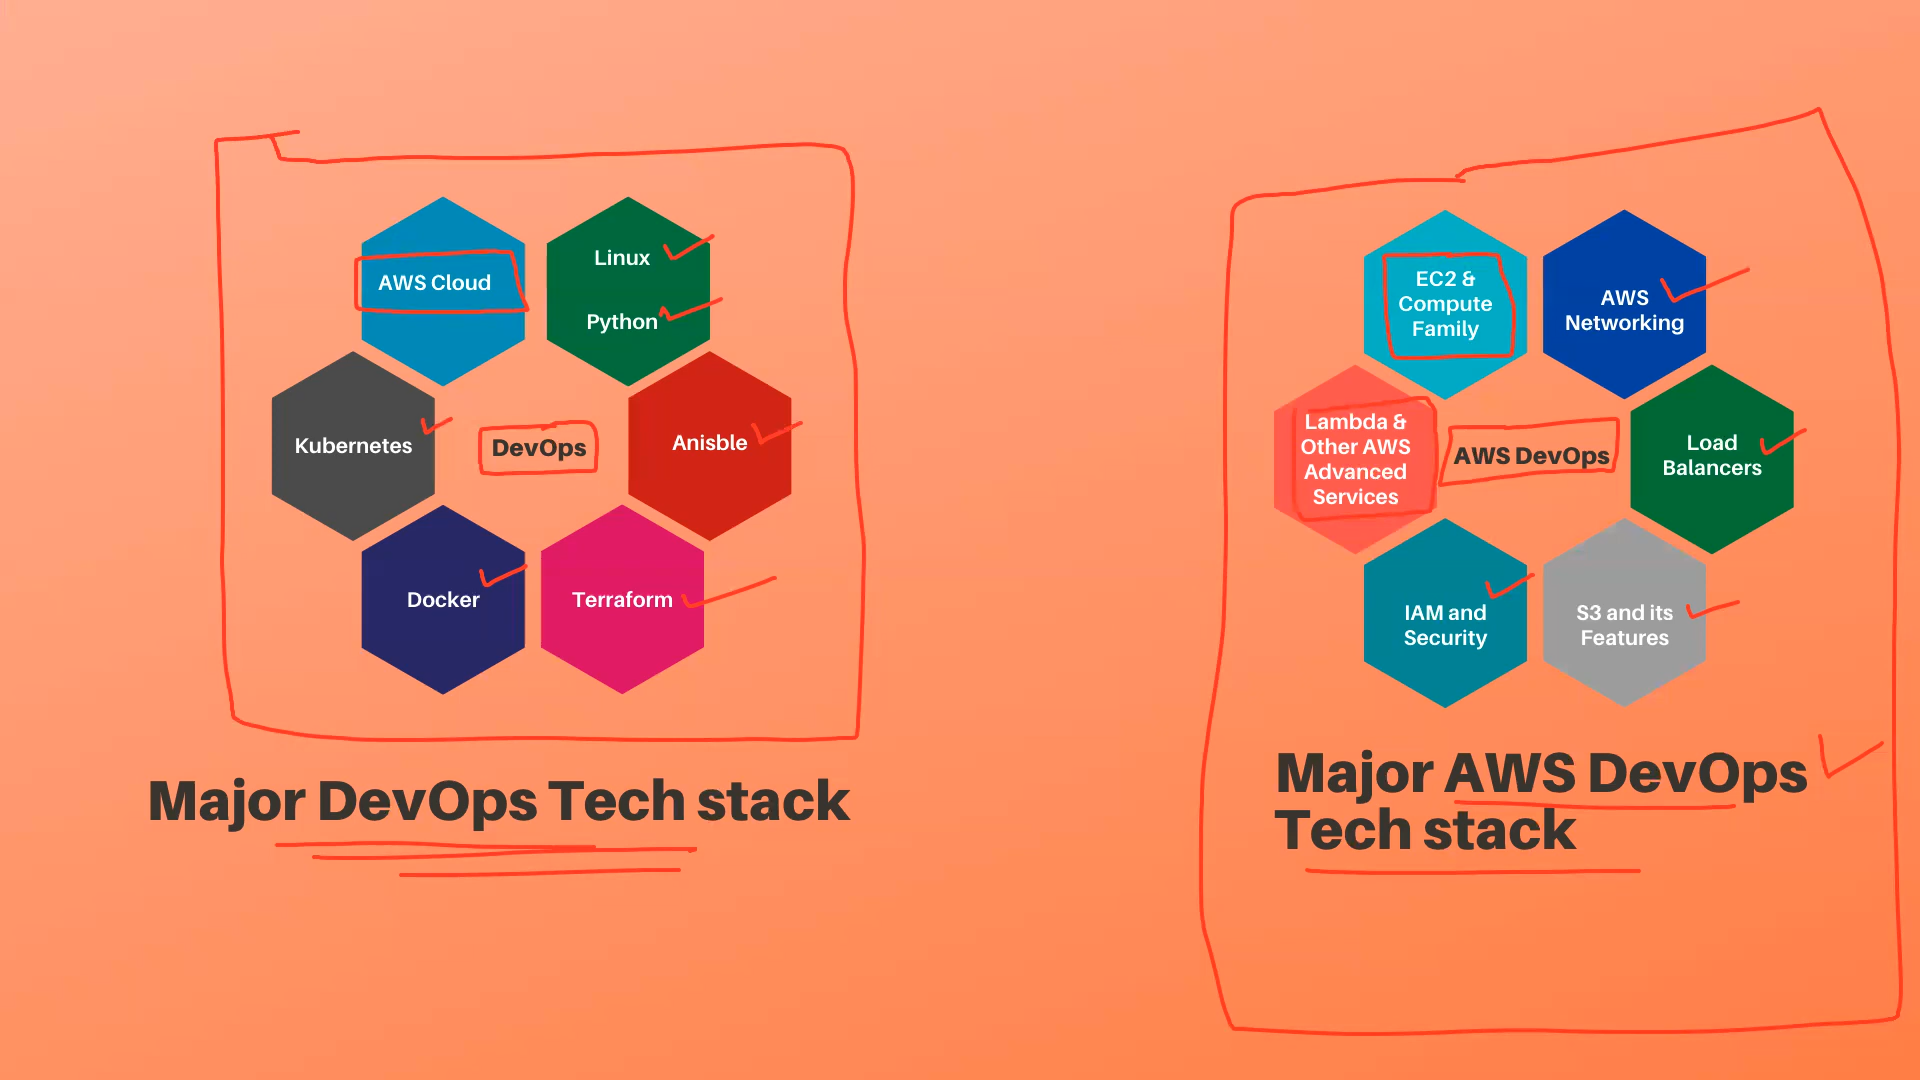 AWS Cloud
Linux
Python
Kubernetes
DevOps
Anisble
Docker
Terraform
Major DevOps Tech stack
EC2 &
Compute
Family
AWS
Networking
Lambda &
Other AWS
Advanced
Services
AWS DevOps
Load
Balancers
IAM and
Security
S3 and its
Features
Major AWS DevOps
Tech stack